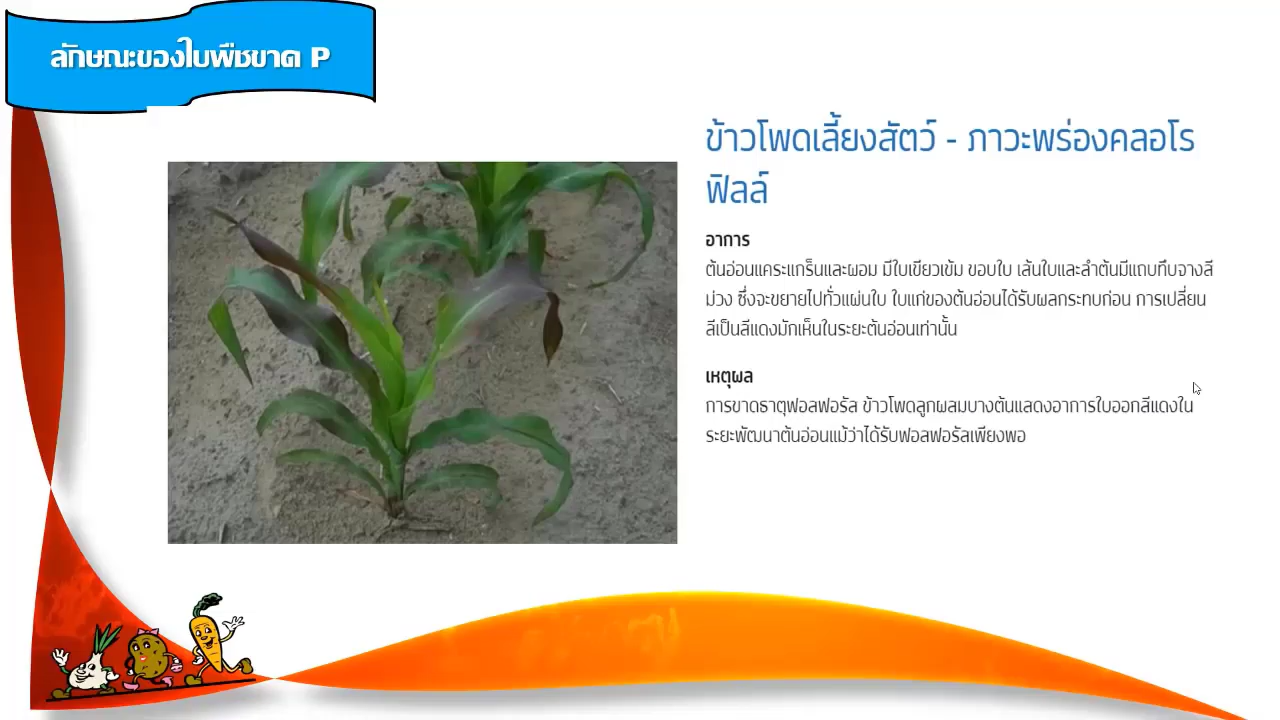 ลักษณะของใบพืชขาด P
ข้าวโพดเลี้ยงสัตว์ - ภาวะพร่องคลอโร
ฟิลล์
อาการ
ต้นอ่อนแคระแกร็นและผอม มีใบเขียวเข้ม ขอบใบ เส้นใบและลำต้นมีแถบทึบจางสี
ม่วง ซึ่งจะขยายไปทั่วแผ่นใบ ใบแก่ของต้นอ่อนได้รับผลกระทบก่อน การเปลี่ยน
สีเป็นสีแดงมักเห็นในระยะต้นอ่อนเท่านั้น
เหตุผล
การขาดธาตุฟอสฟอรัส ข้าวโพดลูกผสมบางต้นแสดงอาการใบออกสีแดงใน
ระยะพัฒนาต้นอ่อนแม้ว่าได้รับฟอสฟอรัสเพียงพอ